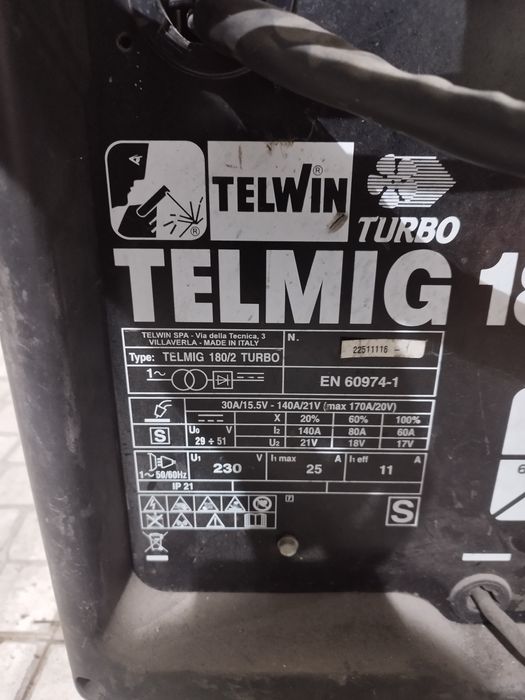 TELWIN
®
®
TURBO
TELMIG 18
TELWIN SPA - Via della Tecnica, 3
VILLAVERLA - MADE IN ITALY
N.
22511116 -
Type: TELMIG 180/2 TURBO
1~
EN 60974-1
30A/15.5V - 140A/21V (max 170A/20V)
X 20% 60% 100%
S U₀ V I₂ 140A 80A 60A
29 ÷ 51 U₂ 21V 18V 17V
1~ 50/60Hz U₁ 230 V I₁ max 25 A I₁ eff 11 A
IP 21
S